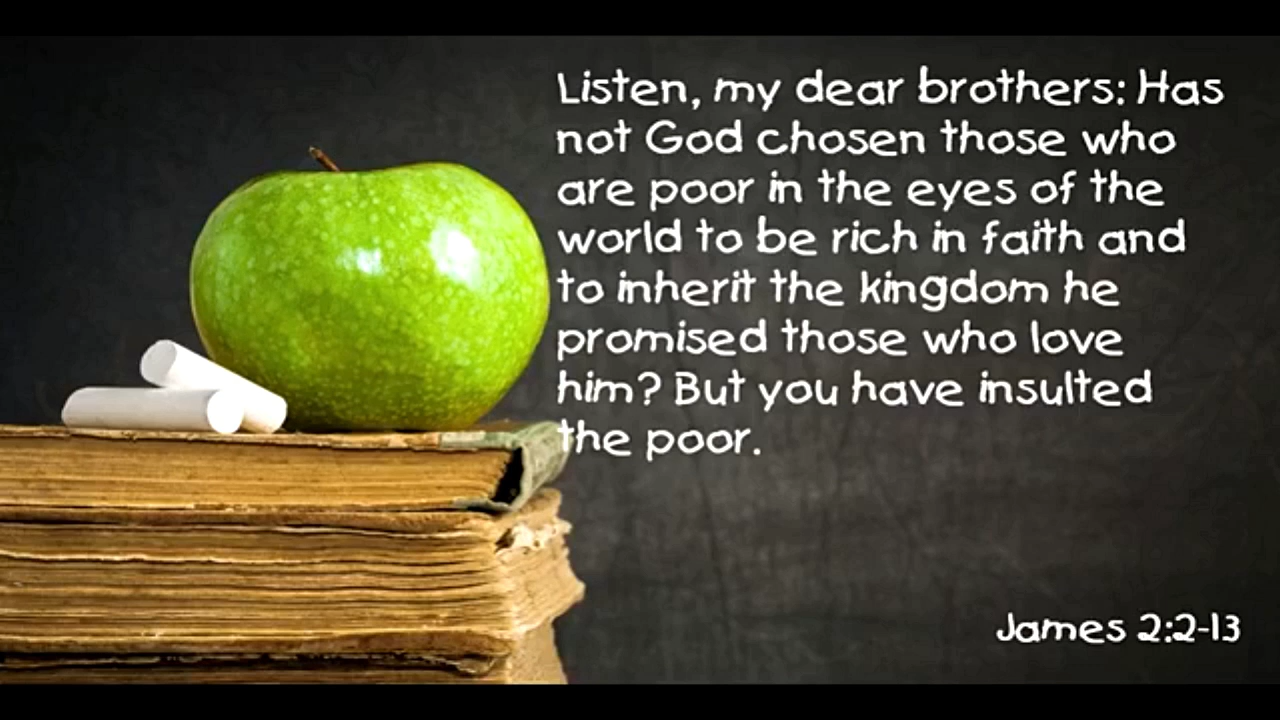 Listen, my dear brothers: Has
not God chosen those who
are poor in the eyes of the
world to be rich in faith and
to inherit the kingdom he
promised those who love
him? But you have insulted
the poor.
James 2:2-13